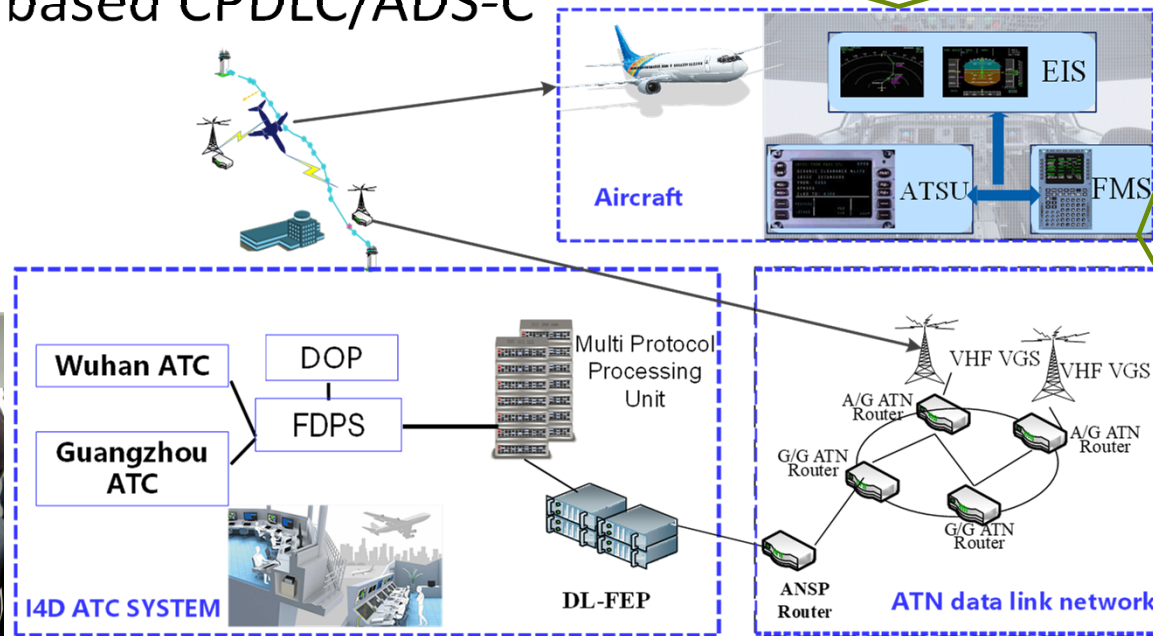 based CPDLC/ADS-C
EIS
ATSU
FMS
Aircraft
Wuhan ATC
DOP
FDPS
Guangzhou
ATC
Multi Protocol
Processing
Unit
DL-FEP
I4D ATC SYSTEM
VHF VGS
VHF VGS
A/G ATN
Router
A/G ATN
Router
G/G ATN
Router
G/G ATN
Router
ANSP
Router
ATN data link network